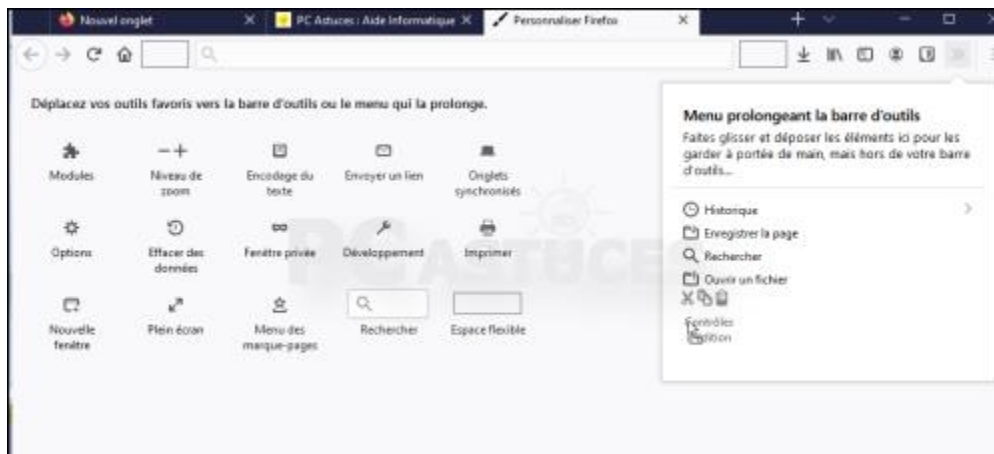 Nouvel onglet
PC Astuces : Aide Informatique
Personnaliser Firefox
Déplacez vos outils favoris vers la barre d'outils ou le menu qui la prolonge.
Modules
Niveau de
zoom
Encodage du
texte
Envoyer un lien
Onglets
synchronisés
Options
Effacer des
données
Fenêtre privée
Développement
Imprimer
Nouvelle
fenêtre
Plein écran
Menu des
marque-pages
Rechercher
Espace flexible
Menu prolongeant la barre d'outils
Faites glisser et déposer les éléments ici pour les
garder à portée de main, mais hors de votre barre
d'outils...
Historique
Enregistrer la page
Rechercher
Ouvrir un fichier
Contrôles
édition
PC ASTUCES